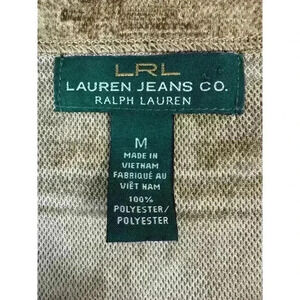 LRL
LAUREN JEANS CO.
RALPH LAUREN
M
MADE IN
VIETNAM
FABRIQUÉ AU
VIÊT NAM
100%
POLYESTER/
POLYESTER